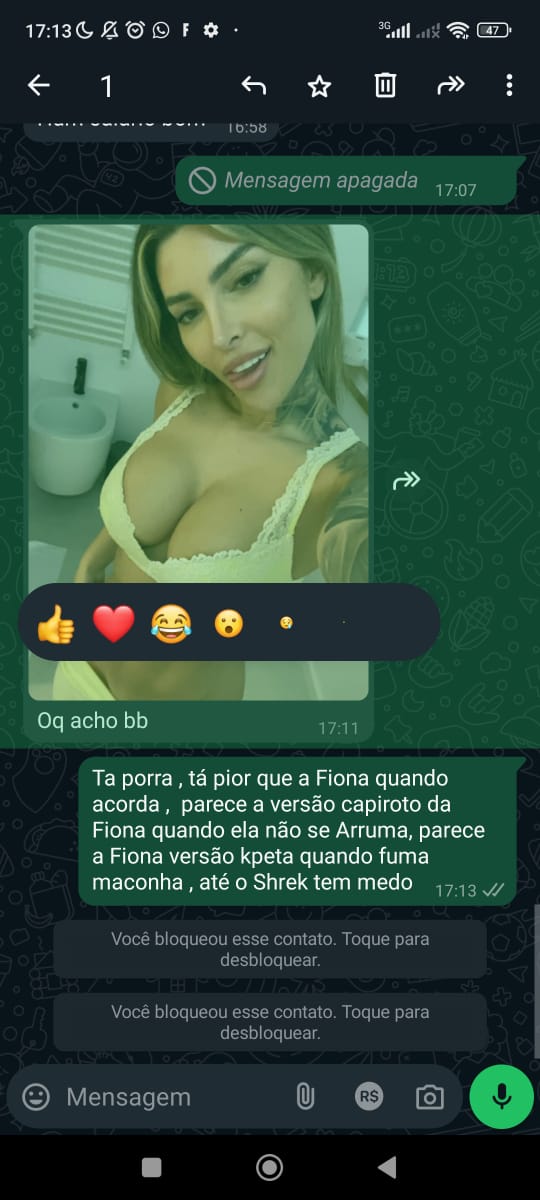 17:13
3G
47
1
16:58
Mensagem apagada 17:07
Oq acho bb
17:11
Ta porra , tá pior que a Fiona quando
acorda , parece a versão capiroto da
Fiona quando ela não se Arruma, parece
a Fiona versão kpeta quando fuma
maconha , até o Shrek tem medo 17:13
Você bloqueou esse contato. Toque para
desbloquear.
Você bloqueou esse contato. Toque para
desbloquear.
Mensagem
R$